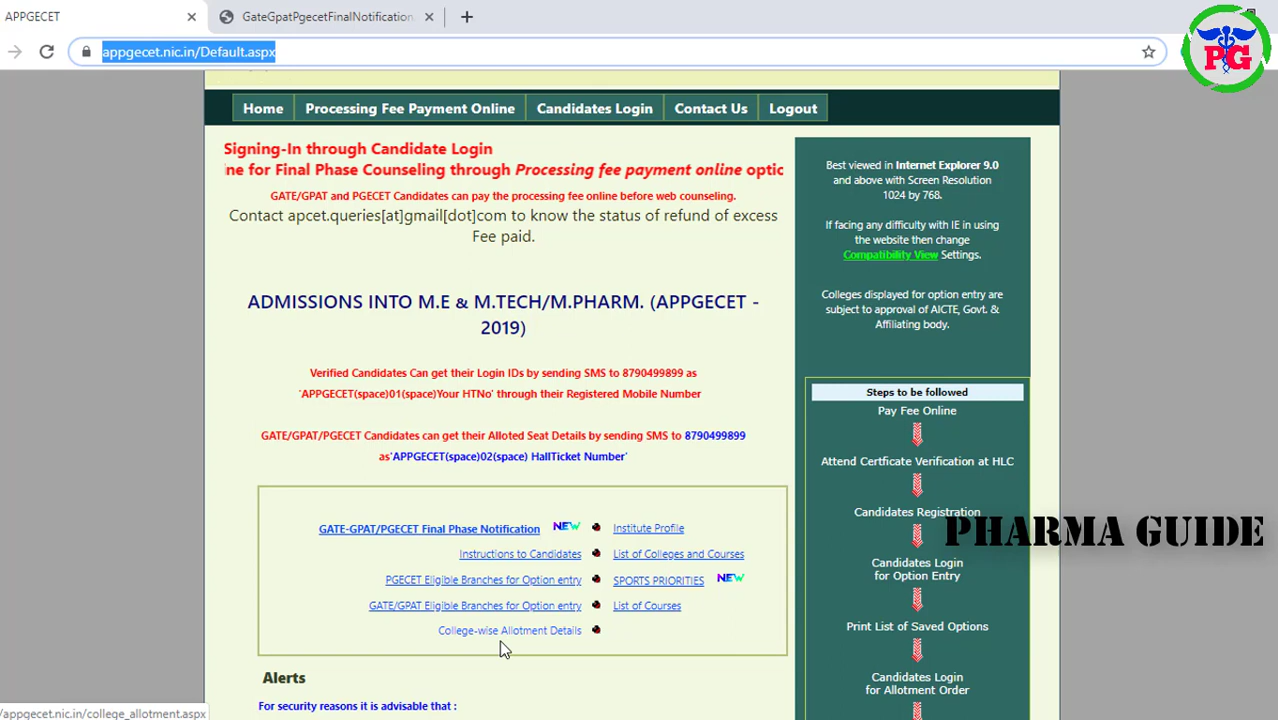 APPGECET
GateGpatPgecetFinalNotification
appgecet.nic.in/Default.aspx
PG
Home
Processing Fee Payment Online
Candidates Login
Contact Us
Logout
Signing-In through Candidate Login
ne for Final Phase Counseling through Processing fee payment online optic
GATE/GPAT and PGECET Candidates can pay the processing fee online before web counseling.
Contact apcet.queries[at]gmail[dot]com to know the status of refund of excess
Fee paid.
ADMISSIONS INTO M.E & M.TECH/M.PHARM. (APPGECET -
2019)
Verified Candidates Can get their Login IDs by sending SMS to 8790499899 as
'APPGECET(space)01(space)Your HTNo' through their Registered Mobile Number
GATE/GPAT/PGECET Candidates can get their Alloted Seat Details by sending SMS to 8790499899
as'APPGECET(space)02(space) HallTicket Number'
GATE-GPAT/PGECET Final Phase Notification NEW
Institute Profile
Instructions to Candidates
List of Colleges and Courses
PGECET Eligible Branches for Option entry
SPORTS PRIORITIES NEW
GATE/GPAT Eligible Branches for Option entry
List of Courses
College-wise Allotment Details
Alerts
For security reasons it is advisable that :
Best viewed in Internet Explorer 9.0
and above with Screen Resolution
1024 by 768.
If facing any difficulty with IE in using
the website then change
Compatibility View Settings.
Colleges displayed for option entry are
subject to approval of AICTE, Govt. &
Affiliating body.
Steps to be followed
Pay Fee Online
Attend Certficate Verification at HLC
Candidates Registration
PHARMA GUIDE
Candidates Login
for Option Entry
Print List of Saved Options
Candidates Login
for Allotment Order
/appgecet.nic.in/college_allotment.aspx